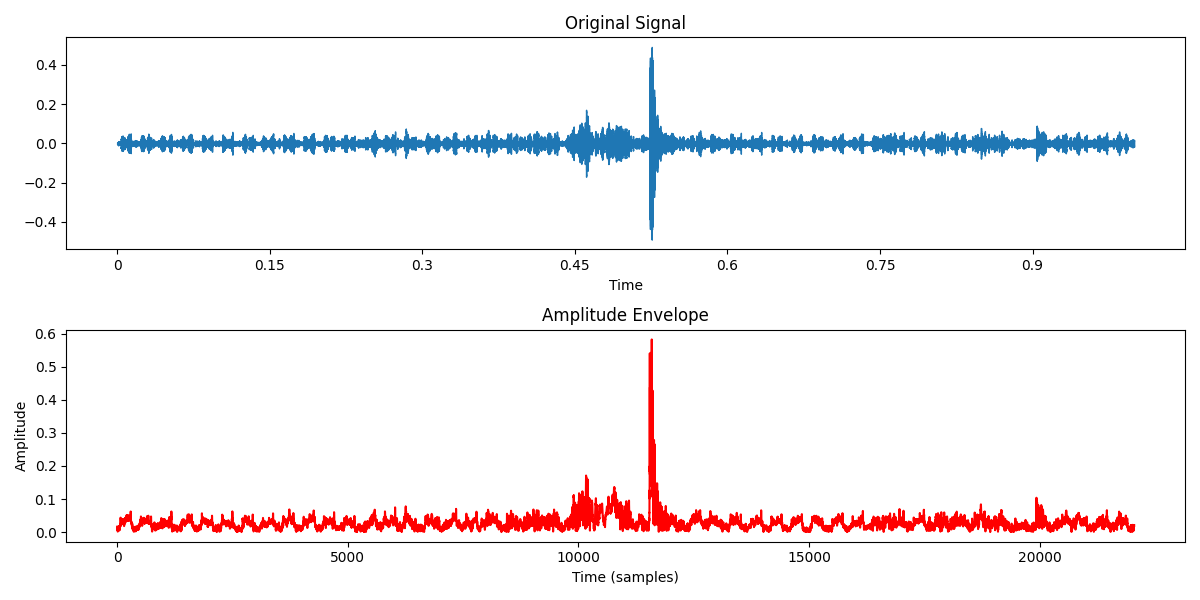 Original Signal
0.4
0.2
0.0
−0.2
−0.4
0 0.15 0.3 0.45 0.6 0.75 0.9
Time
Amplitude Envelope
0.6
0.5
0.4
0.3
0.2
0.1
0.0
Amplitude
0 5000 10000 15000 20000
Time (samples)